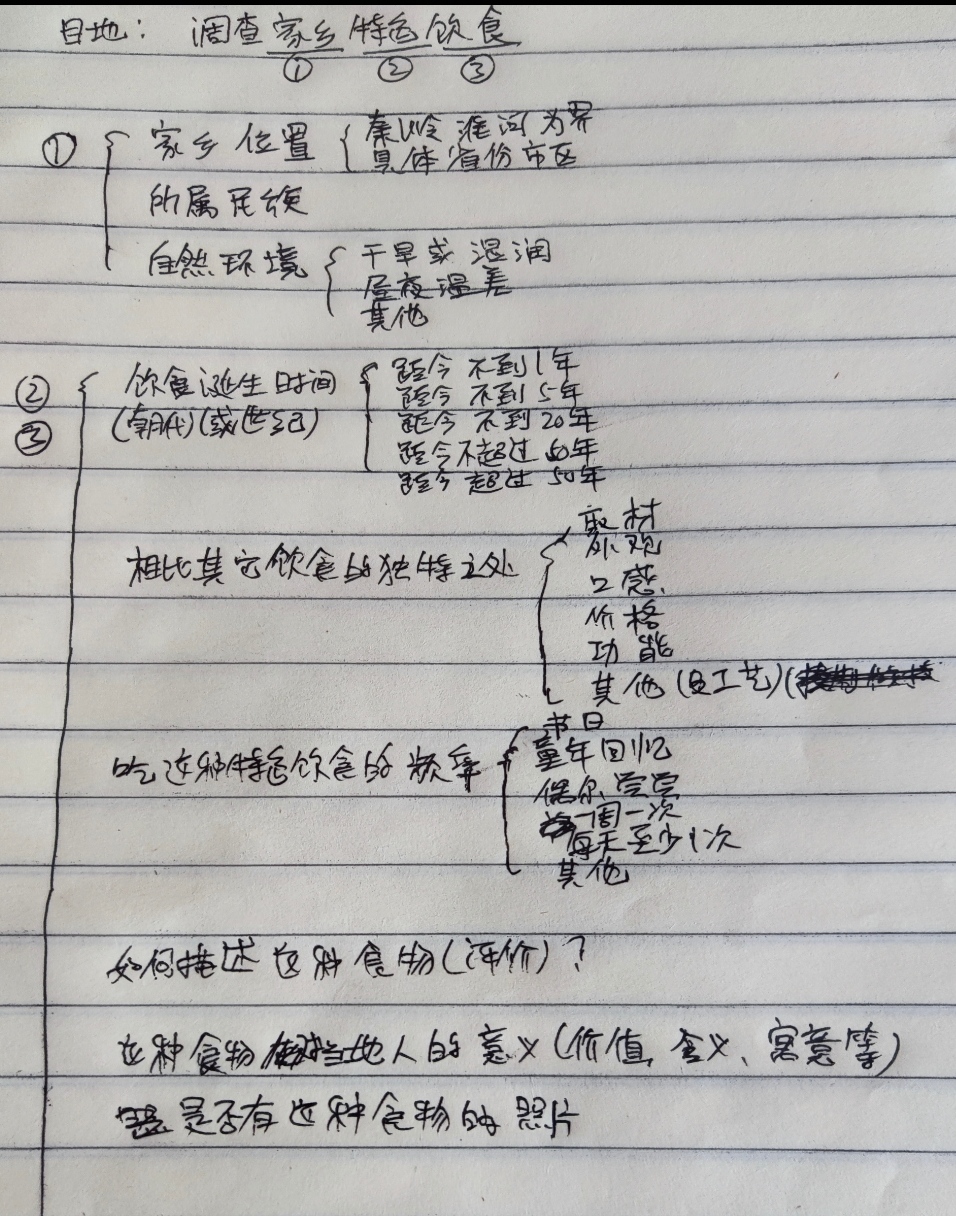 目地：调查家乡特色饮食
① ② ③
① 家乡位置 秦岭淮河为界
具体省份市区
所属民族
自然环境 干旱或湿润
昼夜温差
其他
② 饮食诞生时间 距今不到1年
③ (朝代)(或世纪) 距今不到5年
距今不到20年
距今不超过50年
距今超过50年
相比其它饮食的独特之处 取材
外观
口感
价格
功能
其他(及工艺)(
吃这种特色饮食的频率 节日
童年回忆
偶尔尝尝
一周一次
每天至少1次
其他
如何描述这种食物(评价)?
这种食物对当地人的意义(价值,含义、寓意等)
是否有这种食物的照片